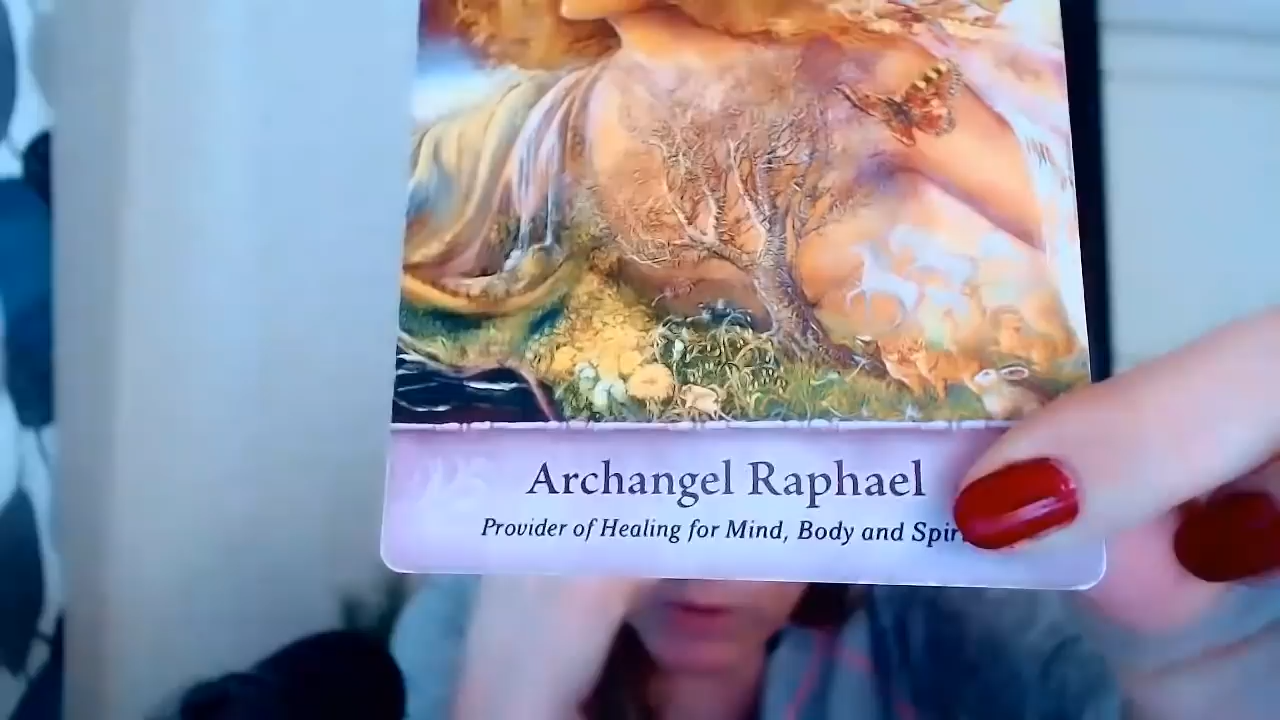 Archangel Raphael
Provider of Healing for Mind, Body and